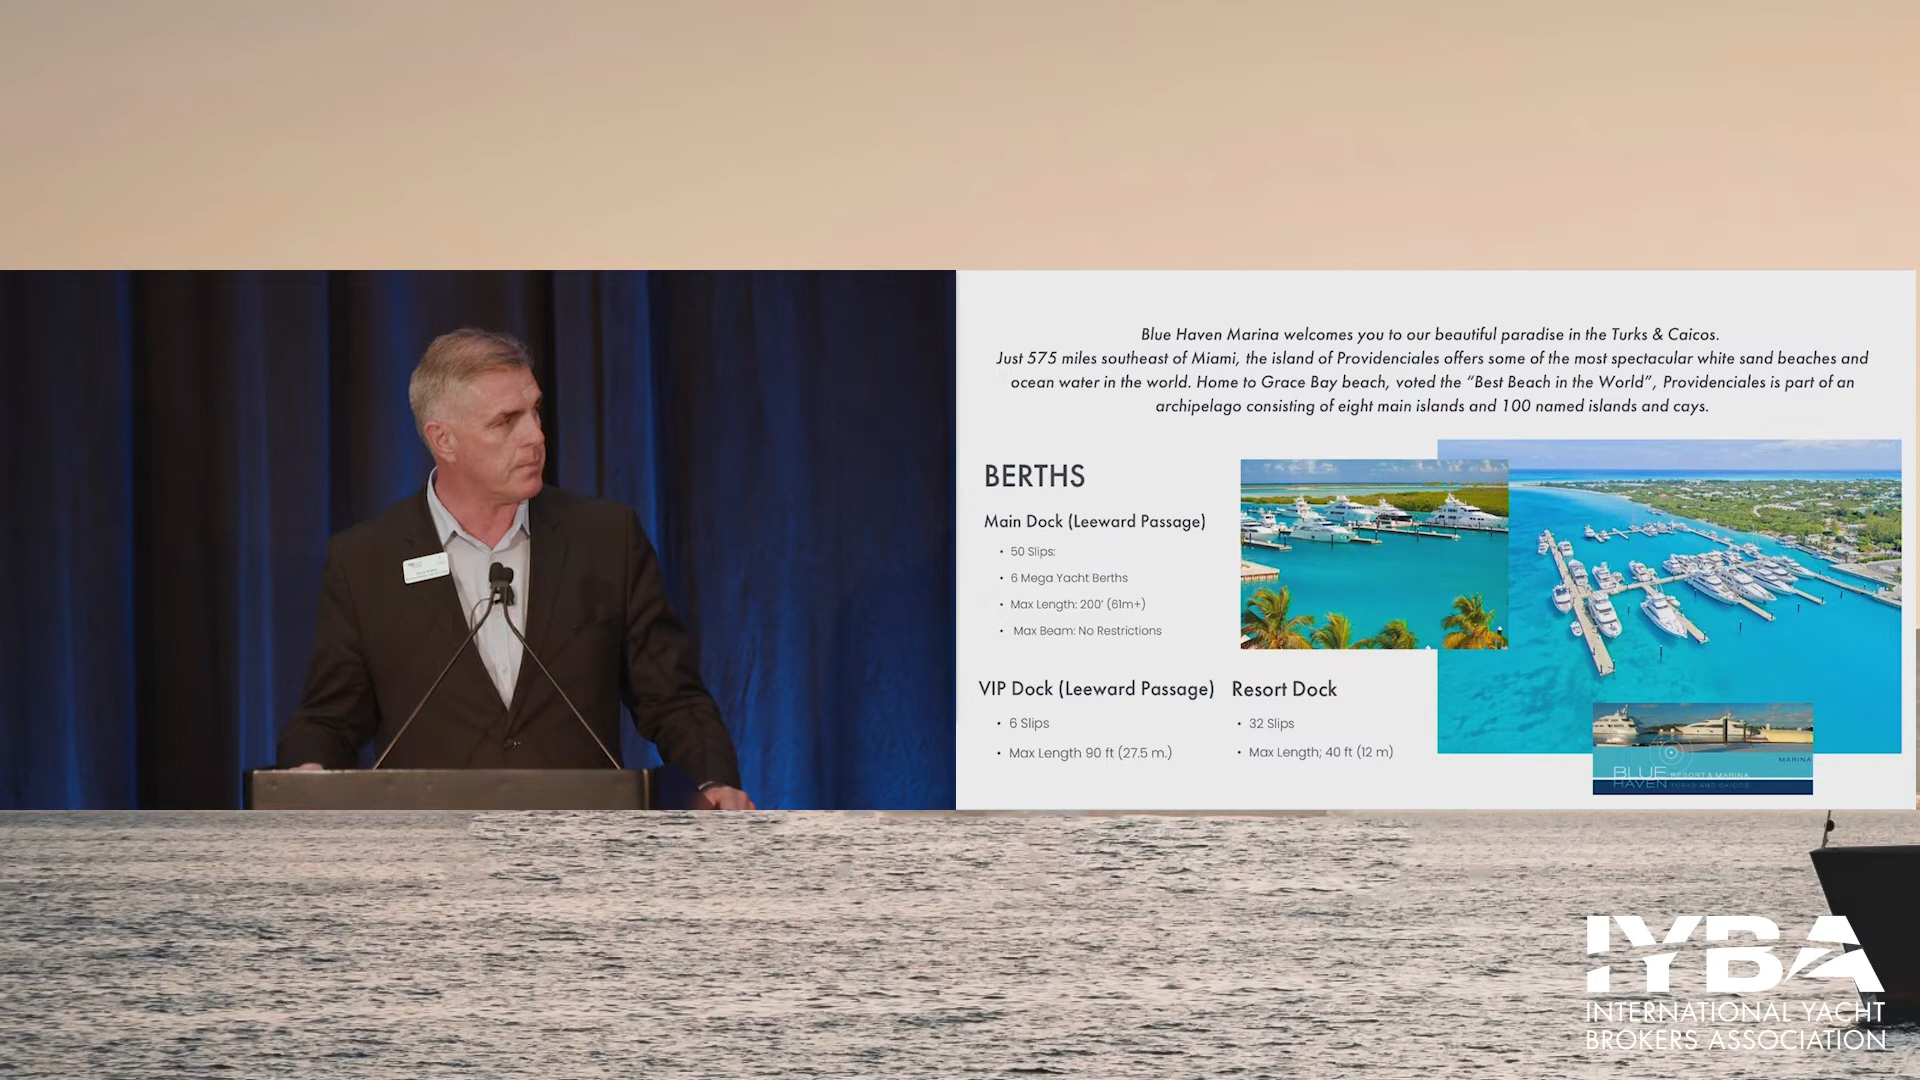 Blue Haven Marina welcomes you to our beautiful paradise in the Turks & Caicos.
Just 575 miles southeast of Miami, the island of Providenciales offers some of the most spectacular white sand beaches and
ocean water in the world. Home to Grace Bay beach, voted the “Best Beach in the World”, Providenciales is part of an
archipelago consisting of eight main islands and 100 named islands and cays.
BERTHS
Main Dock (Leeward Passage)
• 50 Slips:
• 6 Mega Yacht Berths
• Max Length: 200’ (61m+)
• Max Beam: No Restrictions
VIP Dock (Leeward Passage)
• 6 Slips
• Max Length 90 ft (27.5 m.)
Resort Dock
• 32 Slips
• Max Length; 40 ft (12 m)
MARINA
BLUE HAVEN
RESORT & MARINA
TURKS AND CAICOS
IYBA
INTERNATIONAL YACHT
BROKERS ASSOCIATION